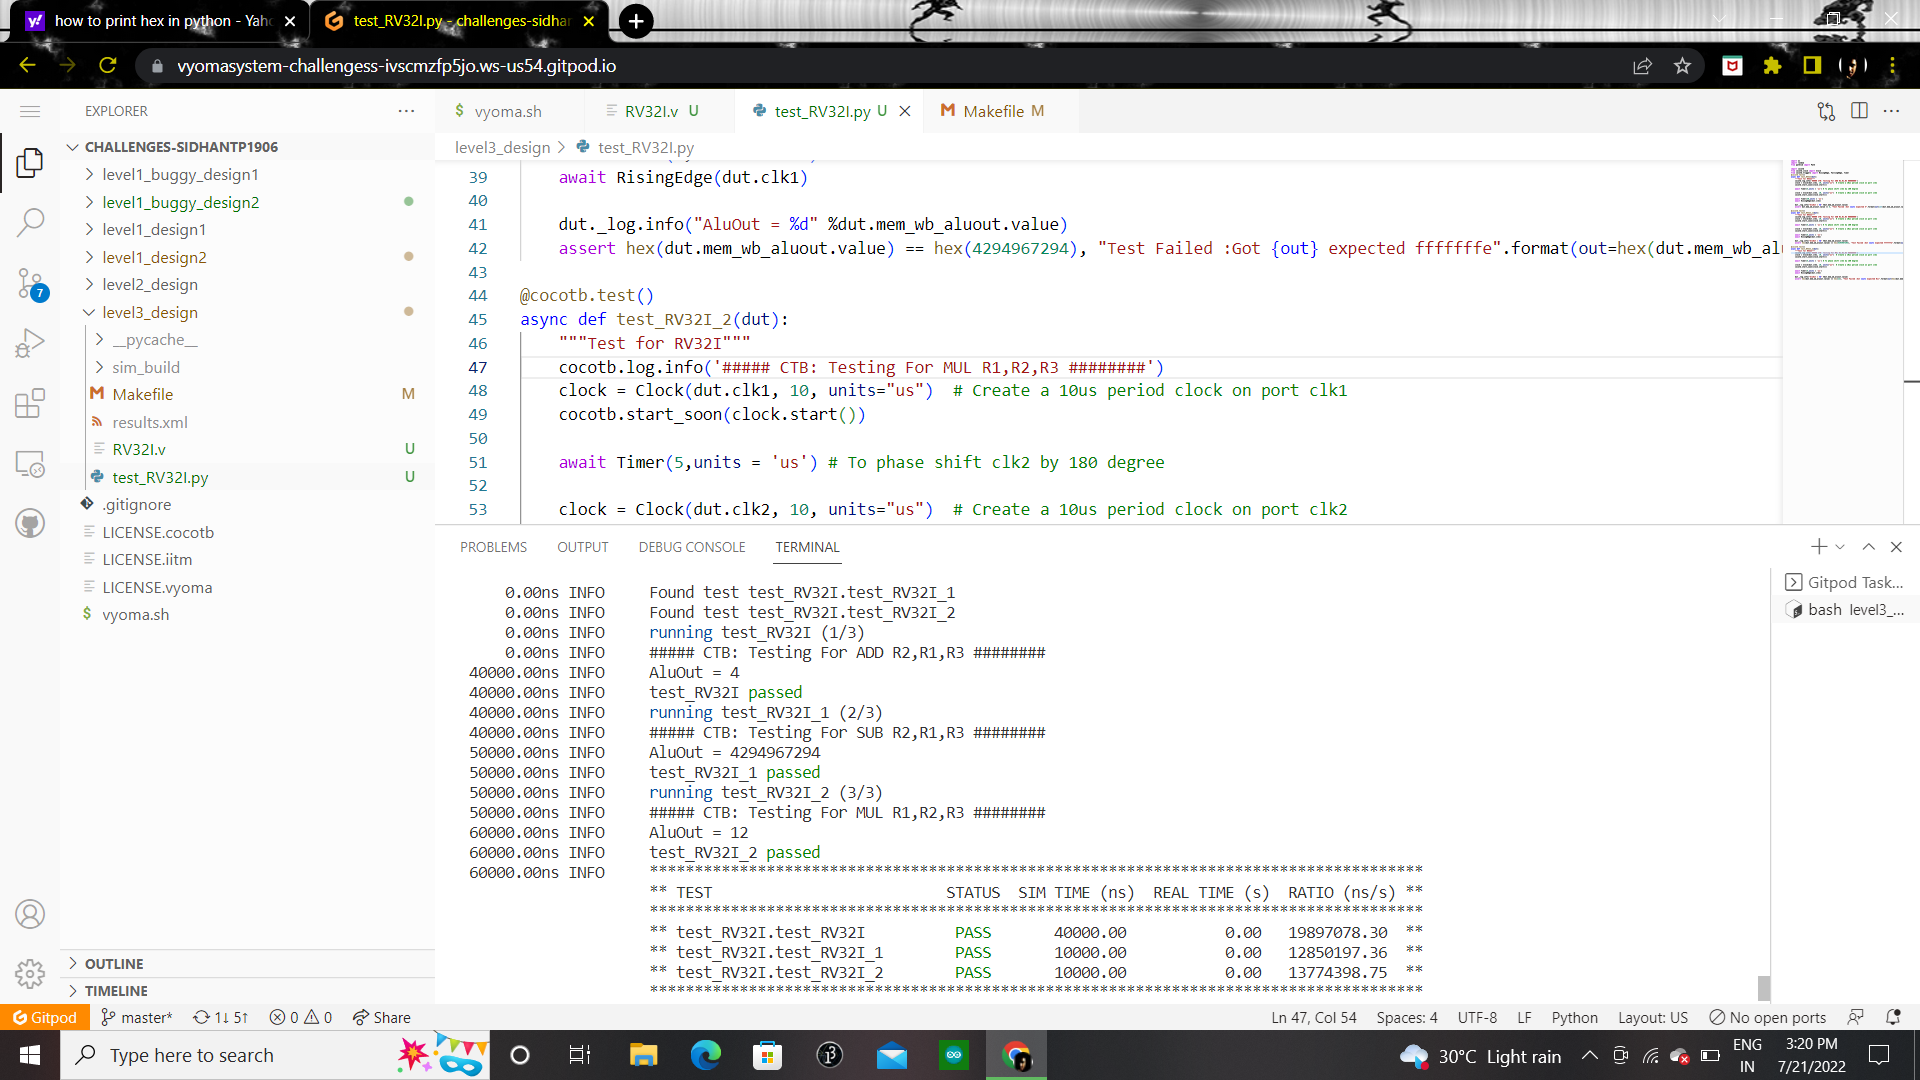 how to print hex in python - Yah
test_RV32I.py - challenges-sidhan
vyomasystem-challengess-ivscmzfp5jo.ws-us54.gitpod.io
EXPLORER
CHALLENGES-SIDHANTP1906
level1_buggy_design1
level1_buggy_design2
level1_design1
level1_design2
level2_design
level3_design
__pycache__
sim_build
Makefile M
results.xml
RV32I.v U
test_RV32I.py U
.gitignore
LICENSE.cocotb
LICENSE.iitm
LICENSE.vyoma
$ vyoma.sh
7
OUTLINE
TIMELINE
$ vyoma.sh
RV32I.v U
test_RV32I.py U
Makefile M
level3_design > test_RV32I.py
39 await RisingEdge(dut.clk1)
40
41 dut._log.info("AluOut = %d" %dut.mem_wb_aluout.value)
42 assert hex(dut.mem_wb_aluout.value) == hex(4294967294), "Test Failed :Got {out} expected fffffffe".format(out=hex(dut.mem_wb_al
43
44 @cocotb.test()
45 async def test_RV32I_2(dut):
46 """Test for RV32I"""
47 cocotb.log.info('##### CTB: Testing For MUL R1,R2,R3 ########')
48 clock = Clock(dut.clk1, 10, units="us") # Create a 10us period clock on port clk1
49 cocotb.start_soon(clock.start())
50
51 await Timer(5,units = 'us') # To phase shift clk2 by 180 degree
52
53 clock = Clock(dut.clk2, 10, units="us") # Create a 10us period clock on port clk2
PROBLEMS OUTPUT DEBUG CONSOLE TERMINAL
0.00ns INFO Found test test_RV32I.test_RV32I_1
0.00ns INFO Found test test_RV32I.test_RV32I_2
0.00ns INFO running test_RV32I (1/3)
0.00ns INFO ##### CTB: Testing For ADD R2,R1,R3 ########
40000.00ns INFO AluOut = 4
40000.00ns INFO test_RV32I passed
40000.00ns INFO running test_RV32I_1 (2/3)
40000.00ns INFO ##### CTB: Testing For SUB R2,R1,R3 ########
50000.00ns INFO AluOut = 4294967294
50000.00ns INFO test_RV32I_1 passed
50000.00ns INFO running test_RV32I_2 (3/3)
50000.00ns INFO ##### CTB: Testing For MUL R1,R2,R3 ########
60000.00ns INFO AluOut = 12
60000.00ns INFO test_RV32I_2 passed
60000.00ns INFO **************************************************************************************
** TEST STATUS SIM TIME (ns) REAL TIME (s) RATIO (ns/s) **
**************************************************************************************
** test_RV32I.test_RV32I PASS 40000.00 0.00 19897078.30 **
** test_RV32I.test_RV32I_1 PASS 10000.00 0.00 12850197.36 **
** test_RV32I.test_RV32I_2 PASS 10000.00 0.00 13774398.75 **
**************************************************************************************
Gitpod Task...
bash level3_...
Gitpod master* 1↓ 5↑ 0 0 Share
Ln 47, Col 54 Spaces: 4 UTF-8 LF Python Layout: US No open ports
Type here to search
30°C Light rain
ENG
IN
3:20 PM
7/21/2022